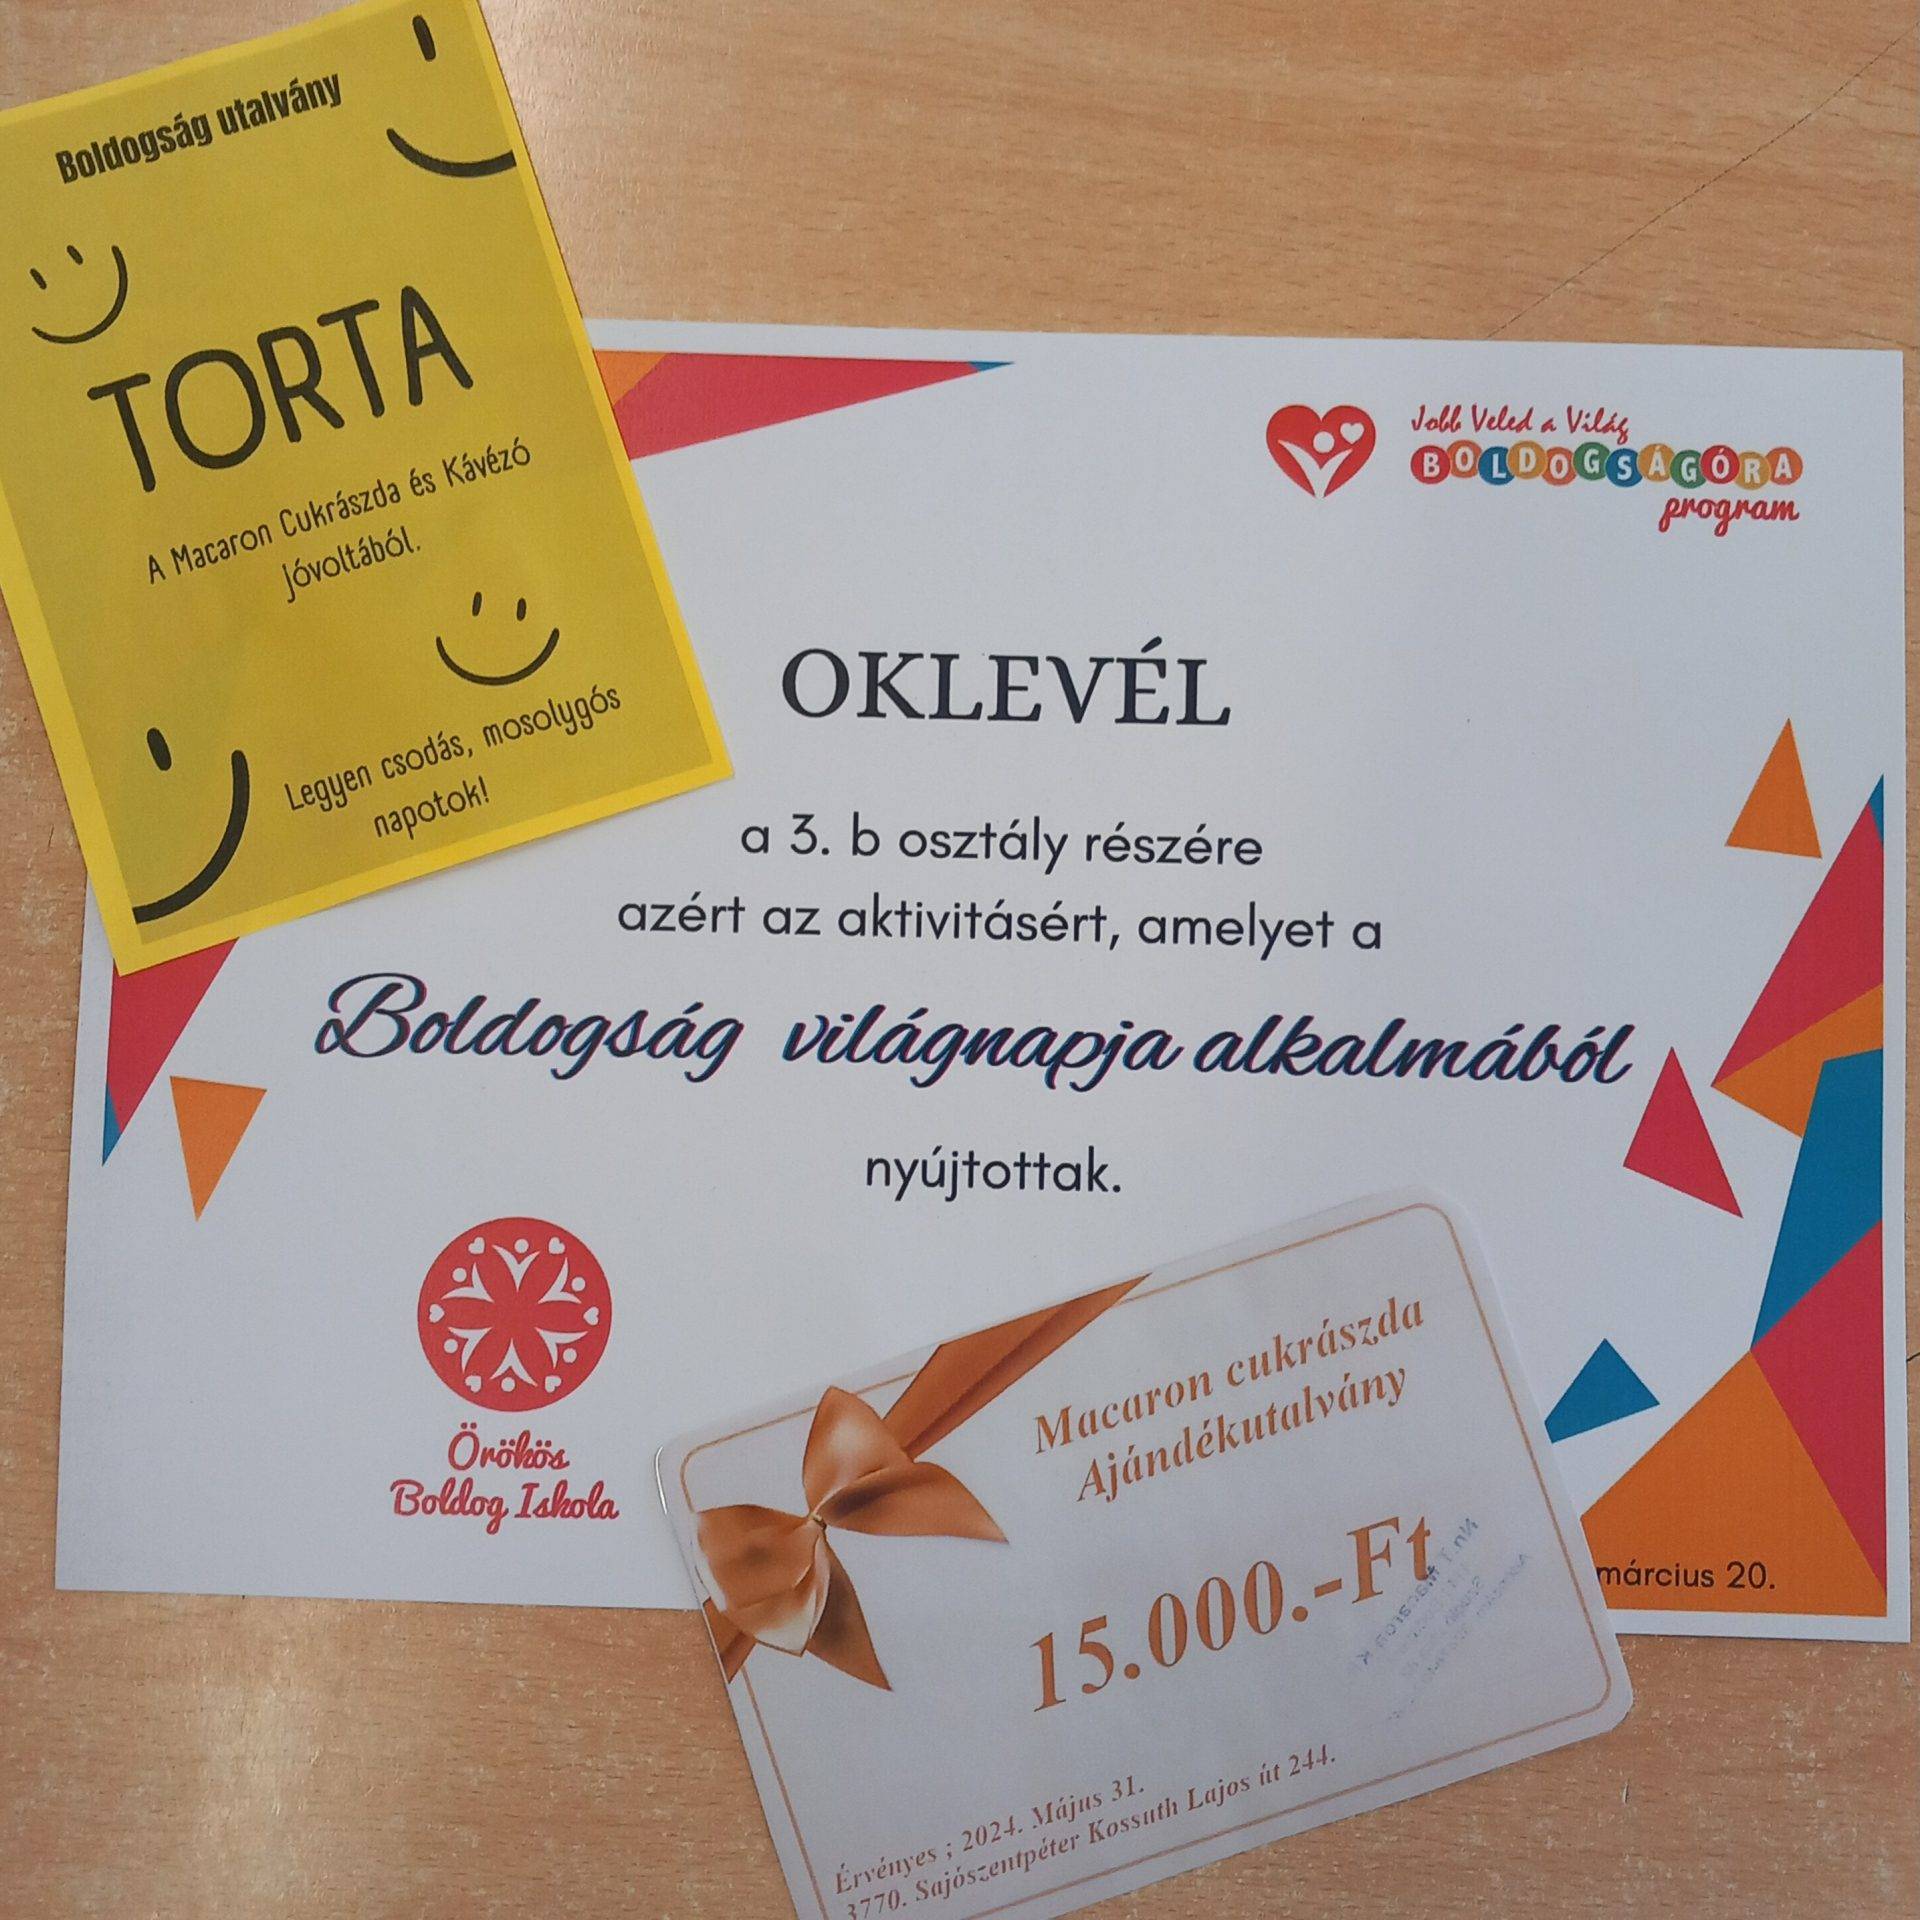 Boldogság utalvány
TORTA
A Macaron Cukrászda és Kávézó
jóvoltából.
Legyen csodás, mosolygós
napotok!
Jobb Veled a Világ
BOLDOGSÁGÓRA
program
OKLEVÉL
a 3. b osztály részére
azért az aktivitásért, amelyet a
Boldogság világnapja alkalmából
nyújtottak.
Örökös
Boldog Iskola
március 20.
Macaron cukrászda
Ajándékutalvány
15.000.-Ft
Érvényes ; 2024. Május 31.
3770. Sajószentpéter Kossuth Lajos út 244.